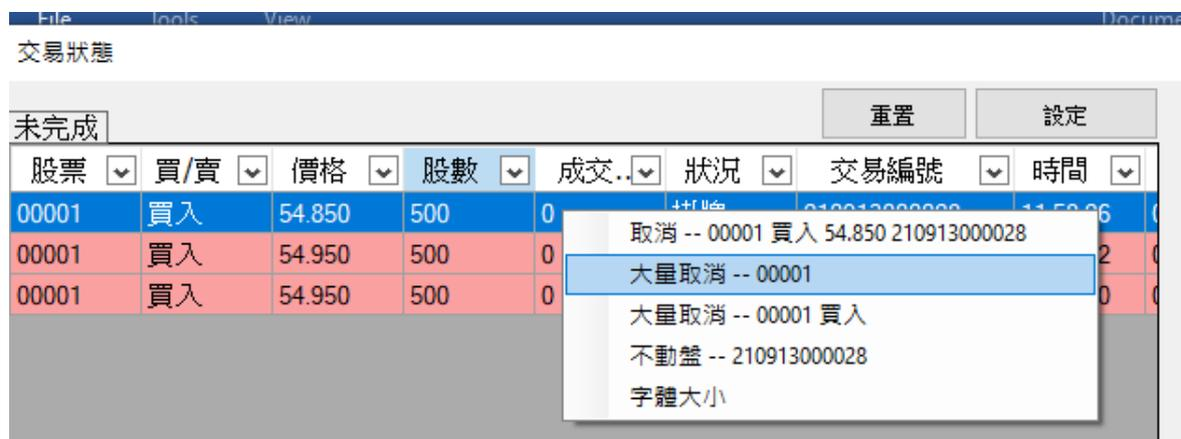 File Tools View
交易狀態
重置 設定
未完成
股票 買/賣 價格 股數 成交.. 狀況 交易編號 時間
00001 買入 54.850 500 0
00001 買入 54.950 500 0
00001 買入 54.950 500 0
取消 -- 00001 買入 54.850 210913000028
大量取消 -- 00001
大量取消 -- 00001 買入
不動盤 -- 210913000028
字體大小